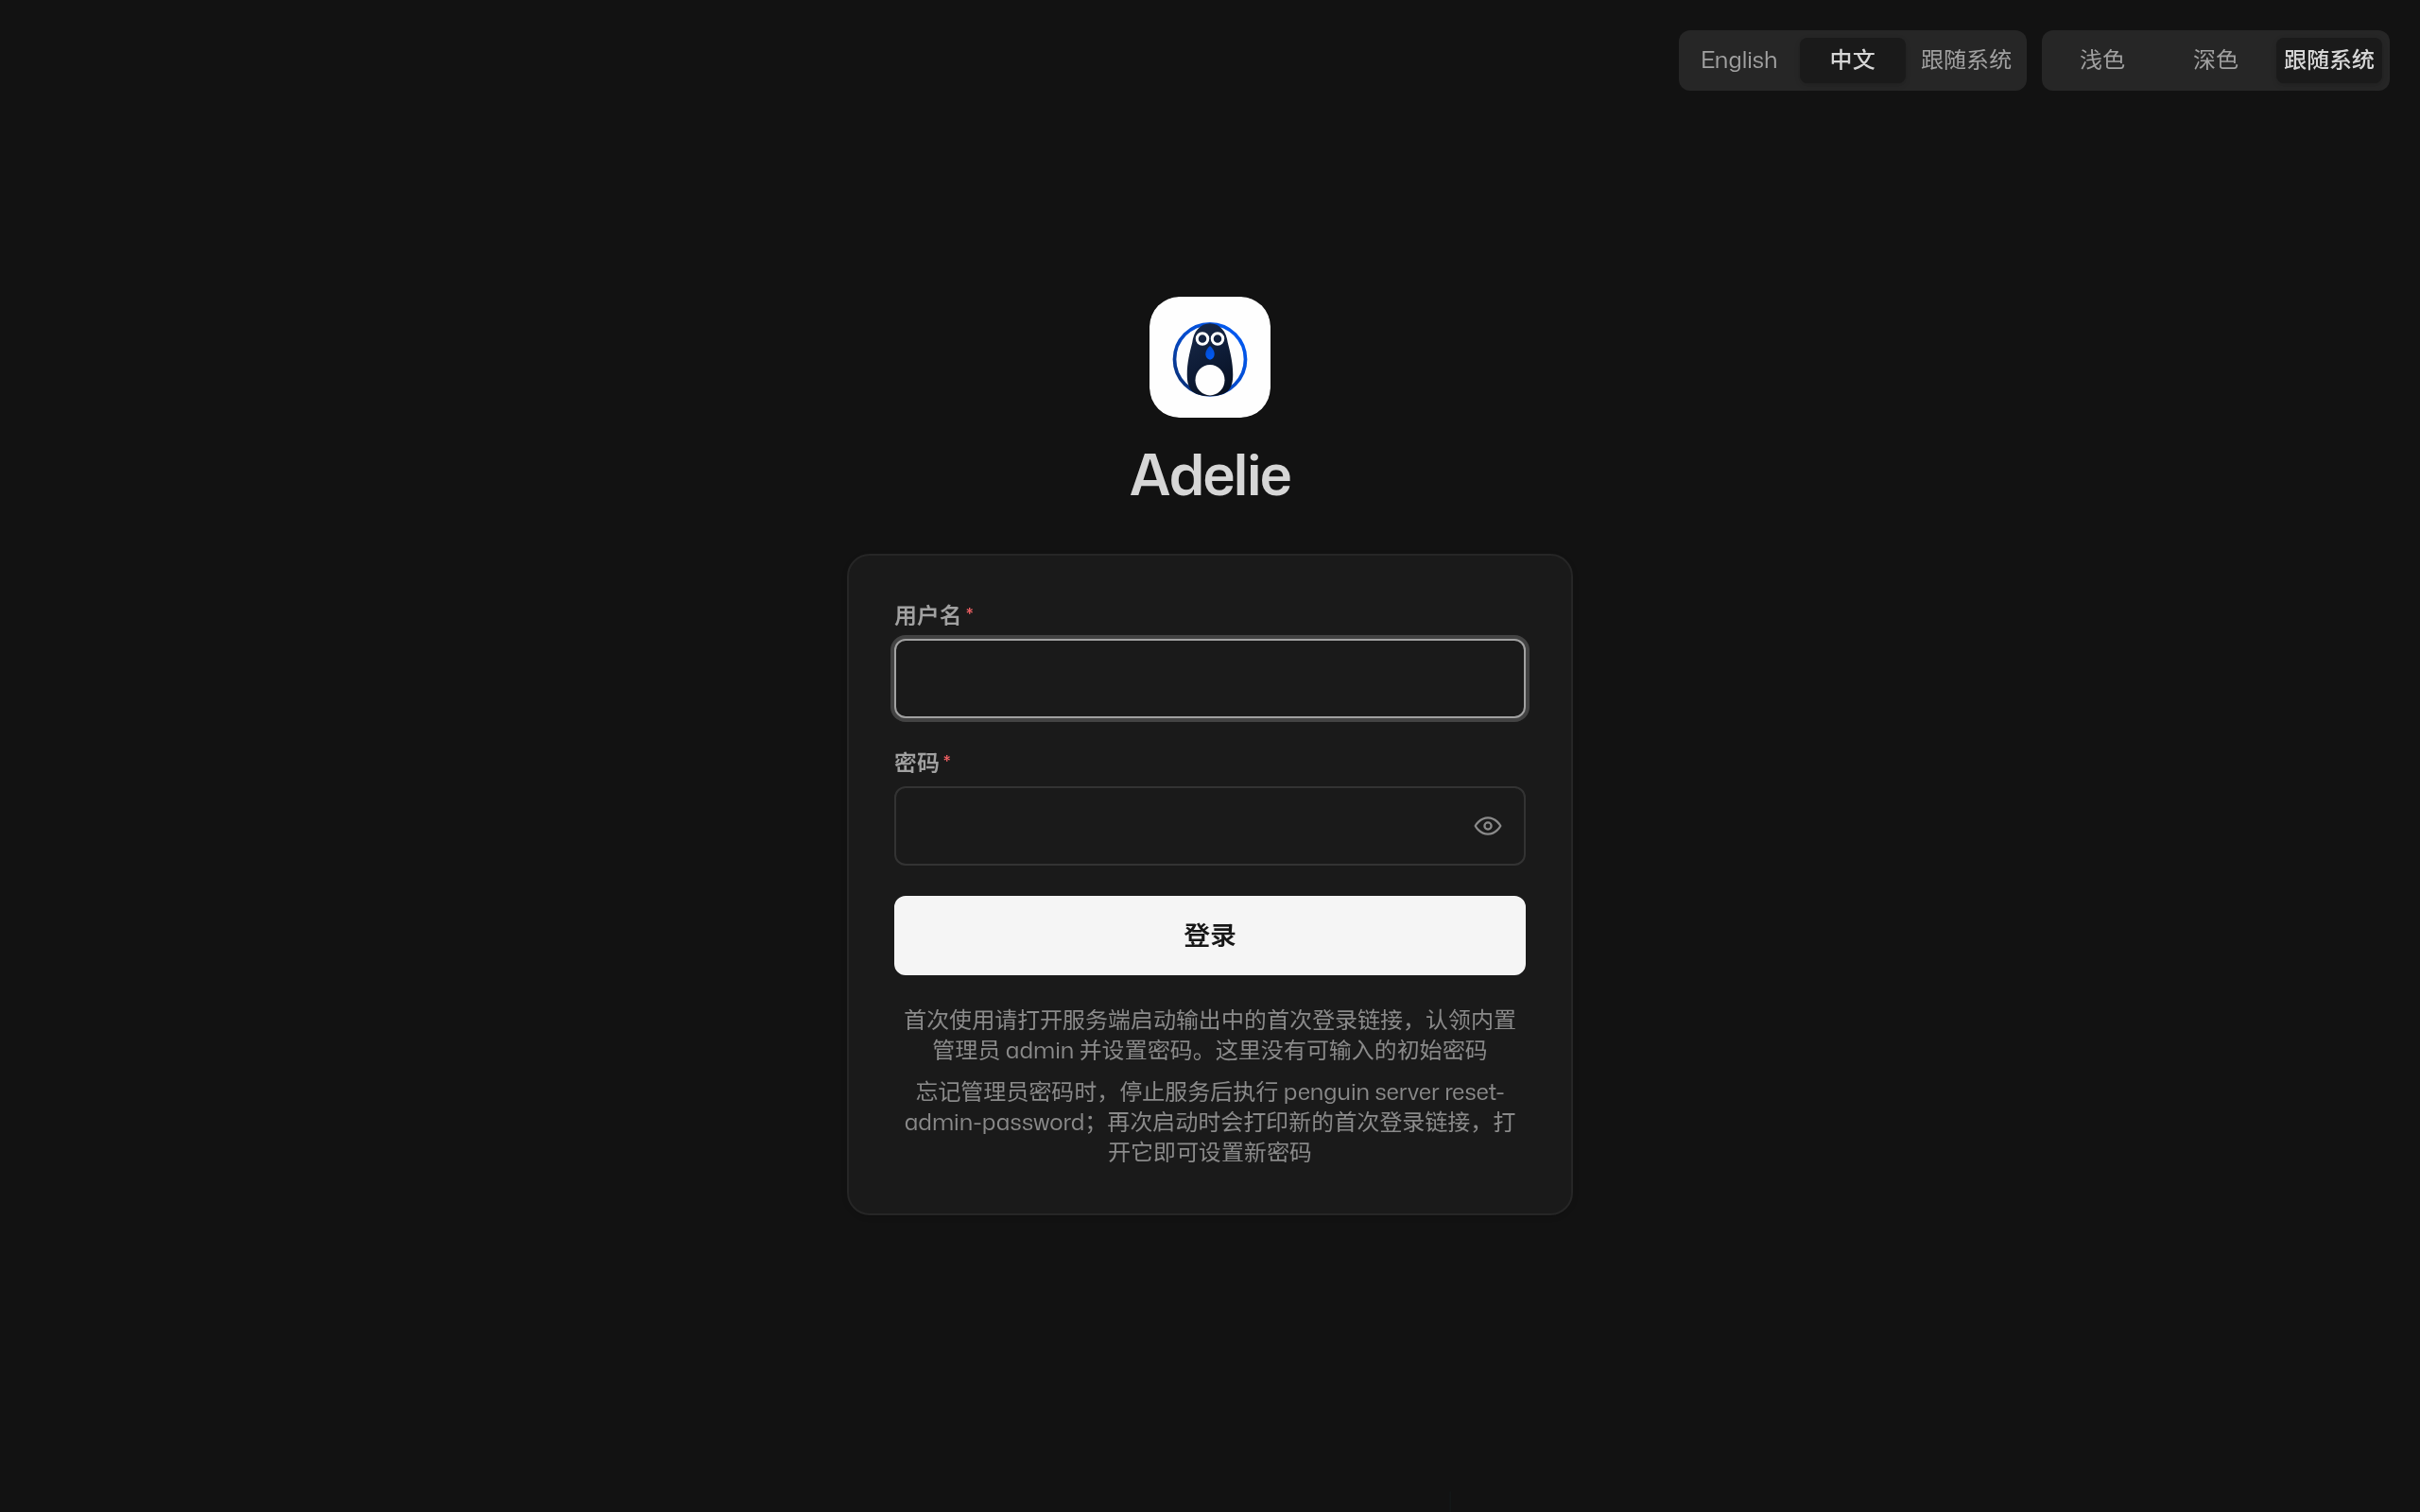 English 中文 跟随系统 浅色 深色 跟随系统
Adelie
用户名 *
密码 *
登录
首次使用请打开服务端启动输出中的首次登录链接，认领内置
管理员 admin 并设置密码。这里没有可输入的初始密码
忘记管理员密码时，停止服务后执行 penguin server reset-
admin-password；再次启动时会打印新的首次登录链接，打
开它即可设置新密码